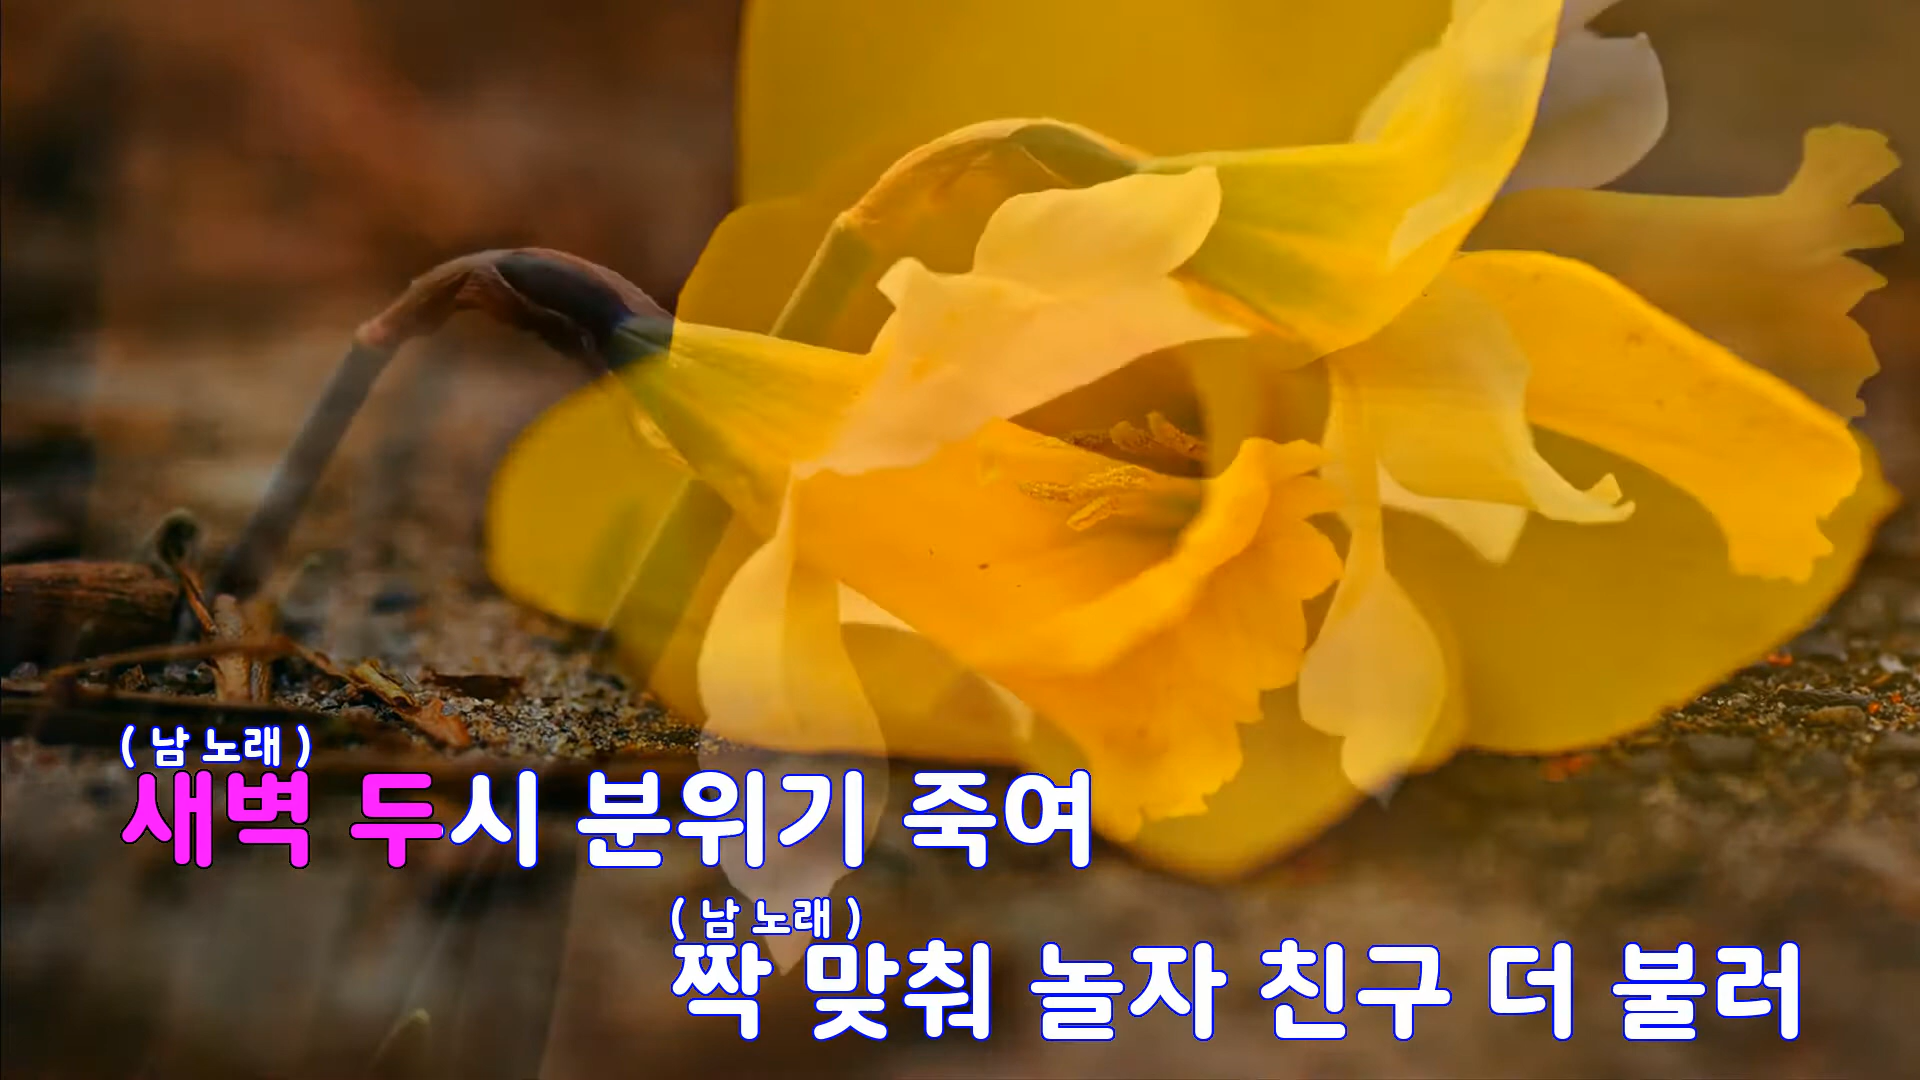 ( 남 노래 )
새벽 두시 분위기 죽여
( 남 노래 )
짝 맞춰 놀자 친구 더 불러